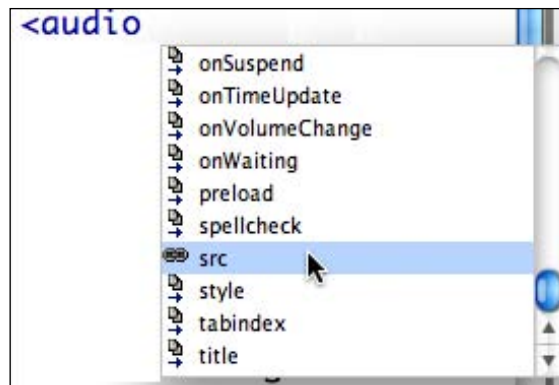 <audio
onSuspend
onTimeUpdate
onVolumeChange
onWaiting
preload
spellcheck
src
style
tabindex
title